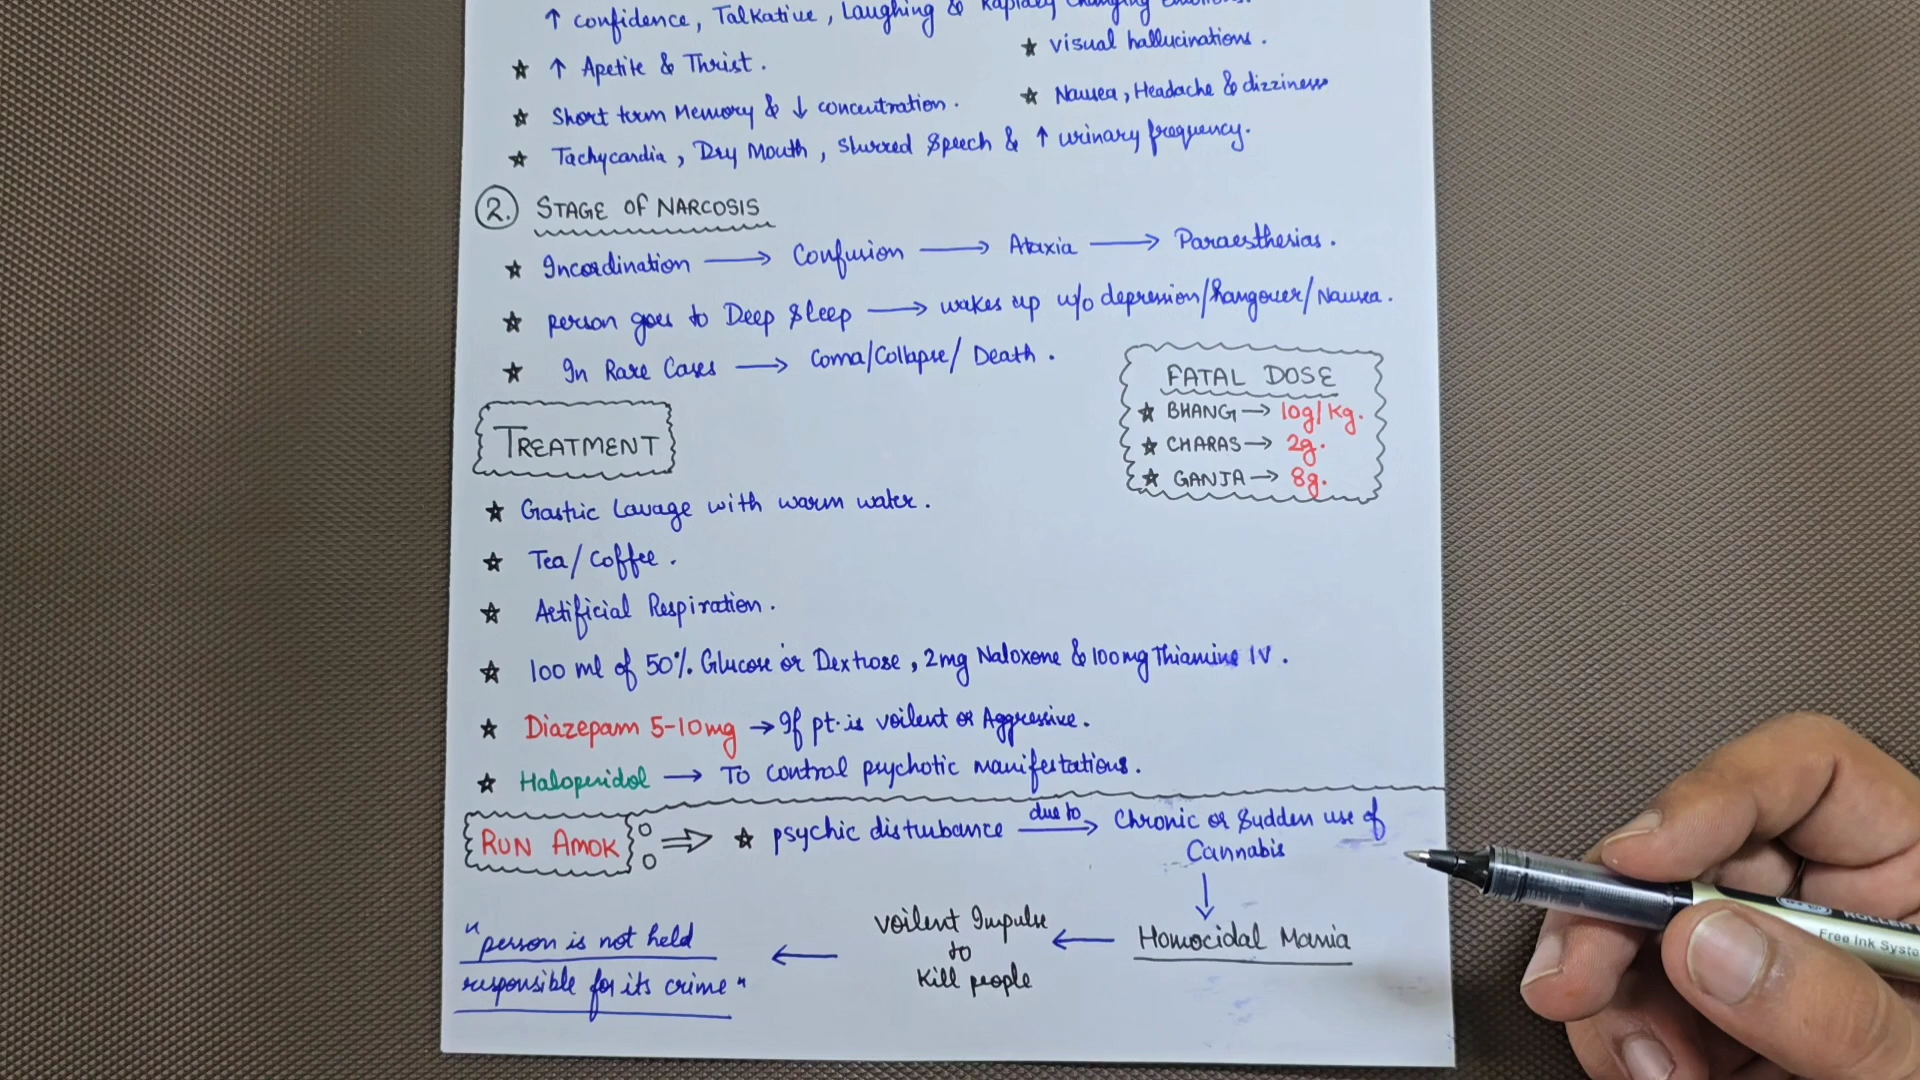 ↑ Confidence, Talkative, Laughing & Rapidly Changing emotions.
★ visual hallucinations.
★ ↑ Apetite & Thrist.
★ Nausea, Headache & dizziness
★ Short term Memory & ↓ concentration.
★ Tachycardia, Dry Mouth, Slurred Speech & ↑ urinary frequency.
2. STAGE OF NARCOSIS
★ Incordination → Confusion → Ataxia → Paraesthesias.
★ person goes to Deep Sleep → wakes up w/o depression/hangover/Nausea.
★ In Rare Cases → Coma/Collapse/Death.
FATAL DOSE
★ BHANG → 10g/kg.
★ CHARAS → 2g.
★ GANJA → 8g.
TREATMENT
★ Gastric Lavage with warm water.
★ Tea/Coffee.
★ Artificial Respiration.
★ 100 ml of 50% Glucose or Dextrose, 2mg Naloxone & 100mg Thiamine IV.
★ Diazepam 5-10mg → If pt. is voilent or Aggressive.
★ Haloperidol → To control psychotic manifestations.
RUN AMOK ⇒ ★ psychic disturbance due to → Chronic or Sudden use of
Cannabis
↓
Homocidal Mania
← Voilent Impulse
to
Kill people
← "person is not held
responsible for its crime"
Free Ink Syste